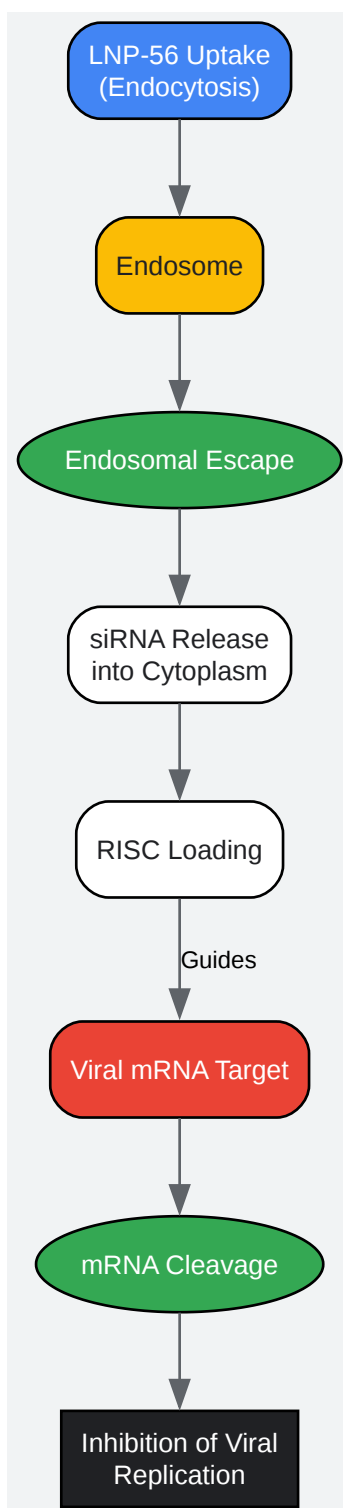 LNP-56 Uptake
(Endocytosis)
Endosome
Endosomal Escape
siRNA Release
into Cytoplasm
RISC Loading
Guides
Viral mRNA Target
mRNA Cleavage
Inhibition of Viral
Replication